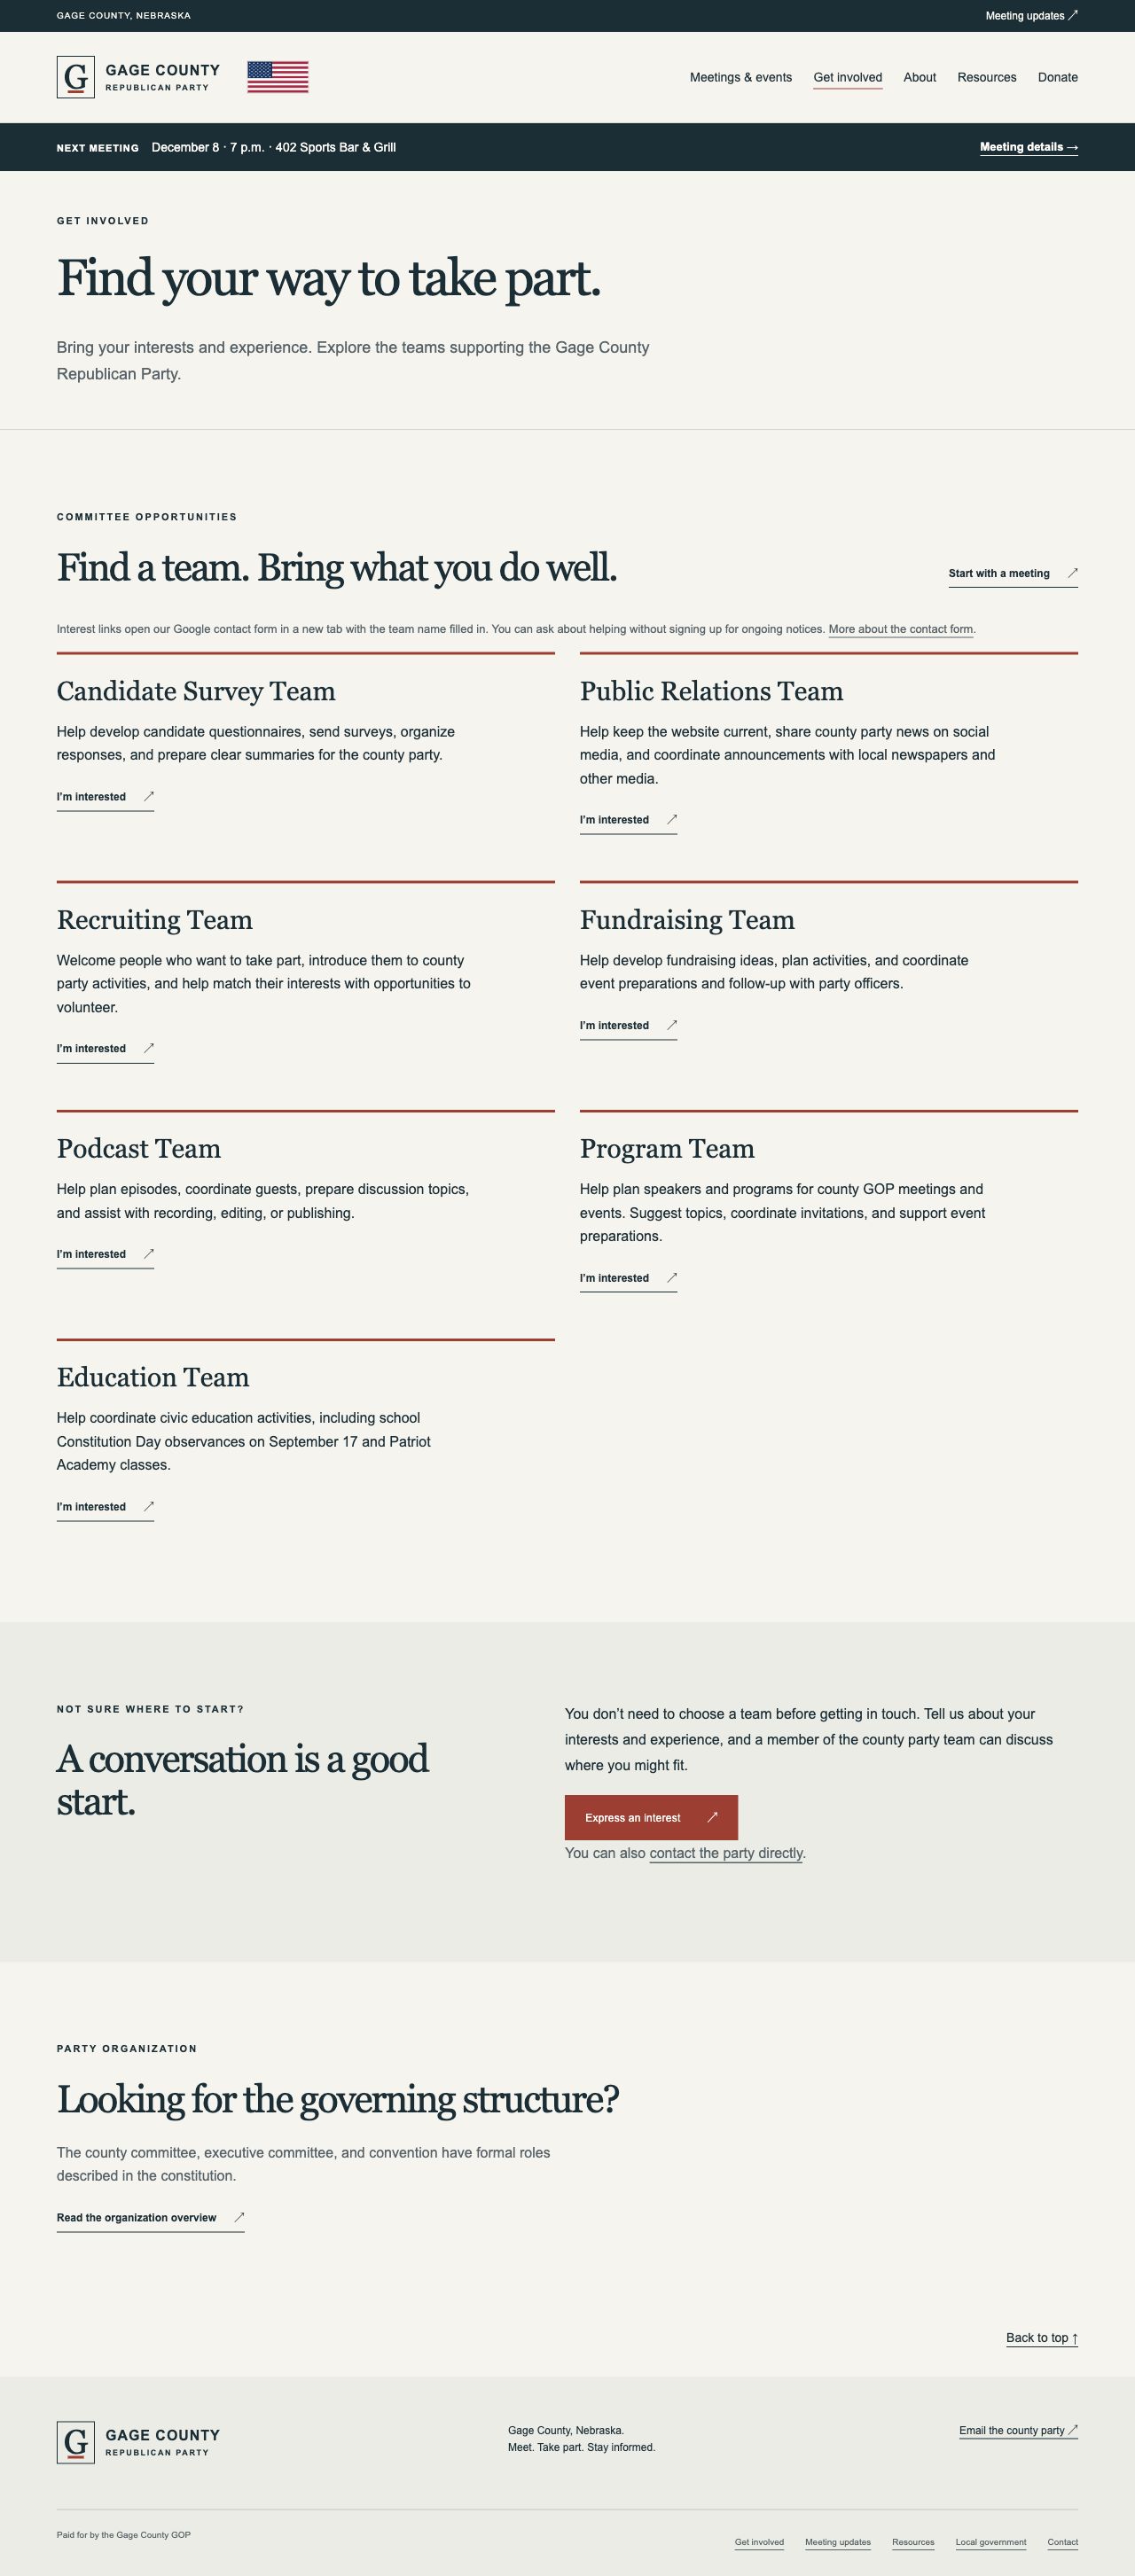 GAGE COUNTY, NEBRASKA
Meeting updates ↗
G
GAGE COUNTY
REPUBLICAN PARTY
Meetings & events
Get involved
About
Resources
Donate
NEXT MEETING December 8 · 7 p.m. · 402 Sports Bar & Grill
Meeting details →
GET INVOLVED
Find your way to take part.
Bring your interests and experience. Explore the teams supporting the Gage County
Republican Party.
COMMITTEE OPPORTUNITIES
Find a team. Bring what you do well.
Start with a meeting ↗
Interest links open our Google contact form in a new tab with the team name filled in. You can ask about helping without signing up for ongoing notices. More about the contact form.
Candidate Survey Team
Help develop candidate questionnaires, send surveys, organize
responses, and prepare clear summaries for the county party.
I’m interested ↗
Public Relations Team
Help keep the website current, share county party news on social
media, and coordinate announcements with local newspapers and
other media.
I’m interested ↗
Recruiting Team
Welcome people who want to take part, introduce them to county
party activities, and help match their interests with opportunities to
volunteer.
I’m interested ↗
Fundraising Team
Help develop fundraising ideas, plan activities, and coordinate
event preparations and follow-up with party officers.
I’m interested ↗
Podcast Team
Help plan episodes, coordinate guests, prepare discussion topics,
and assist with recording, editing, or publishing.
I’m interested ↗
Program Team
Help plan speakers and programs for county GOP meetings and
events. Suggest topics, coordinate invitations, and support event
preparations.
I’m interested ↗
Education Team
Help coordinate civic education activities, including school
Constitution Day observances on September 17 and Patriot
Academy classes.
I’m interested ↗
NOT SURE WHERE TO START?
A conversation is a good
start.
You don’t need to choose a team before getting in touch. Tell us about your
interests and experience, and a member of the county party team can discuss
where you might fit.
Express an interest ↗
You can also contact the party directly.
PARTY ORGANIZATION
Looking for the governing structure?
The county committee, executive committee, and convention have formal roles
described in the constitution.
Read the organization overview ↗
Back to top ↑
G
GAGE COUNTY
REPUBLICAN PARTY
Gage County, Nebraska.
Meet. Take part. Stay informed.
Email the county party ↗
Paid for by the Gage County GOP
Get involved
Meeting updates
Resources
Local government
Contact